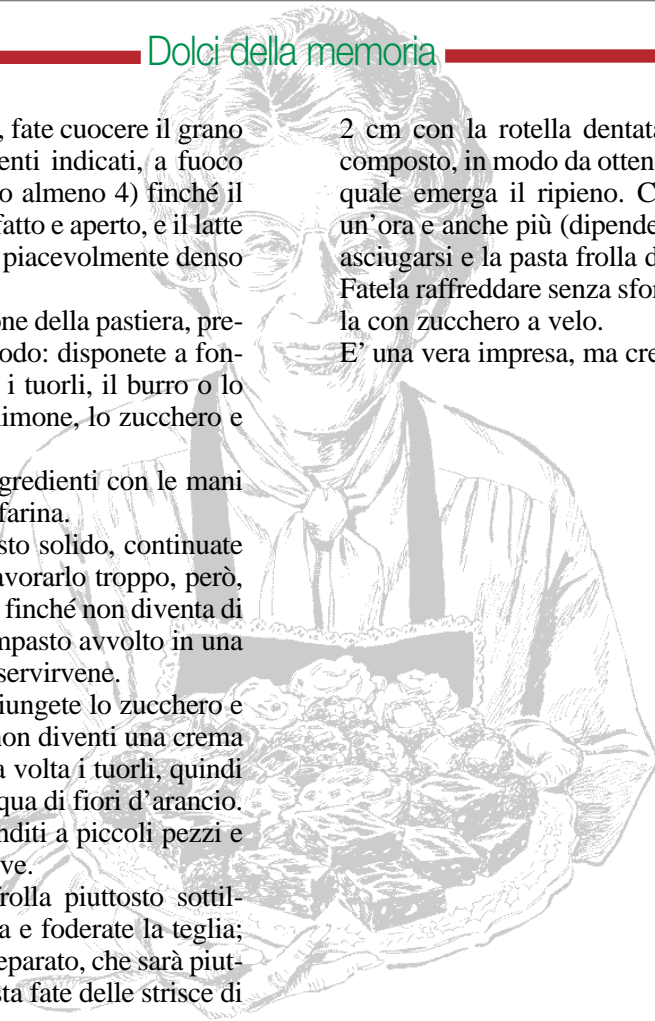 Dolci della memoria
, fate cuocere il grano
enti indicati, a fuoco
o almeno 4) finché il
fatto e aperto, e il latte
piacevolmente denso
one della pastiera, pre-
odo: disponete a fon-
i tuorli, il burro o lo
limone, lo zucchero e
gredienti con le mani
farina.
sto solido, continuate
avorarlo troppo, però,
finché non diventa di
mpasto avvolto in una
servirvene.
iungete lo zucchero e
non diventi una crema
a volta i tuorli, quindi
qua di fiori d'arancio.
nditi a piccoli pezzi e
ve.
frolla piuttosto sottil-
a e foderate la teglia;
eparato, che sarà piut-
sta fate delle strisce di
2 cm con la rotella dentata
composto, in modo da otten
quale emerga il ripieno. C
un'ora e anche più (dipende
asciugarsi e la pasta frolla d
Fatela raffreddare senza sfor
la con zucchero a velo.
E' una vera impresa, ma cre